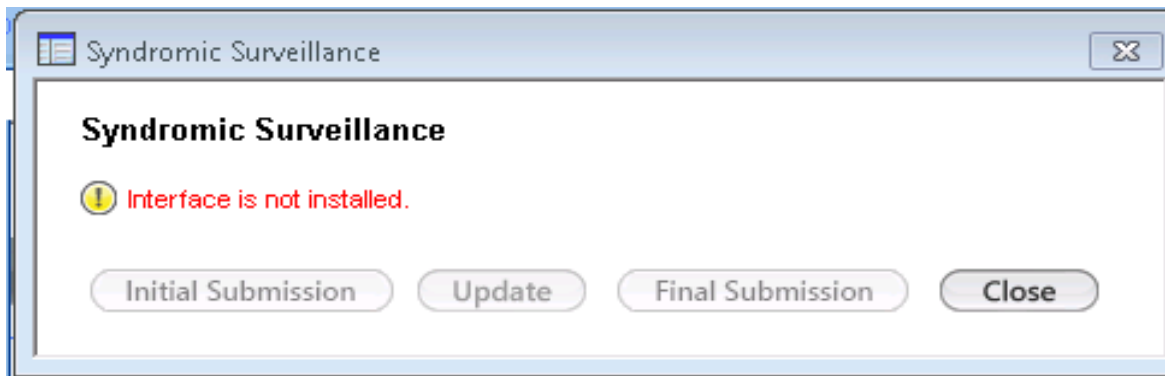 Syndromic Surveillance
Syndromic Surveillance
Interface is not installed.
Initial Submission Update Final Submission Close